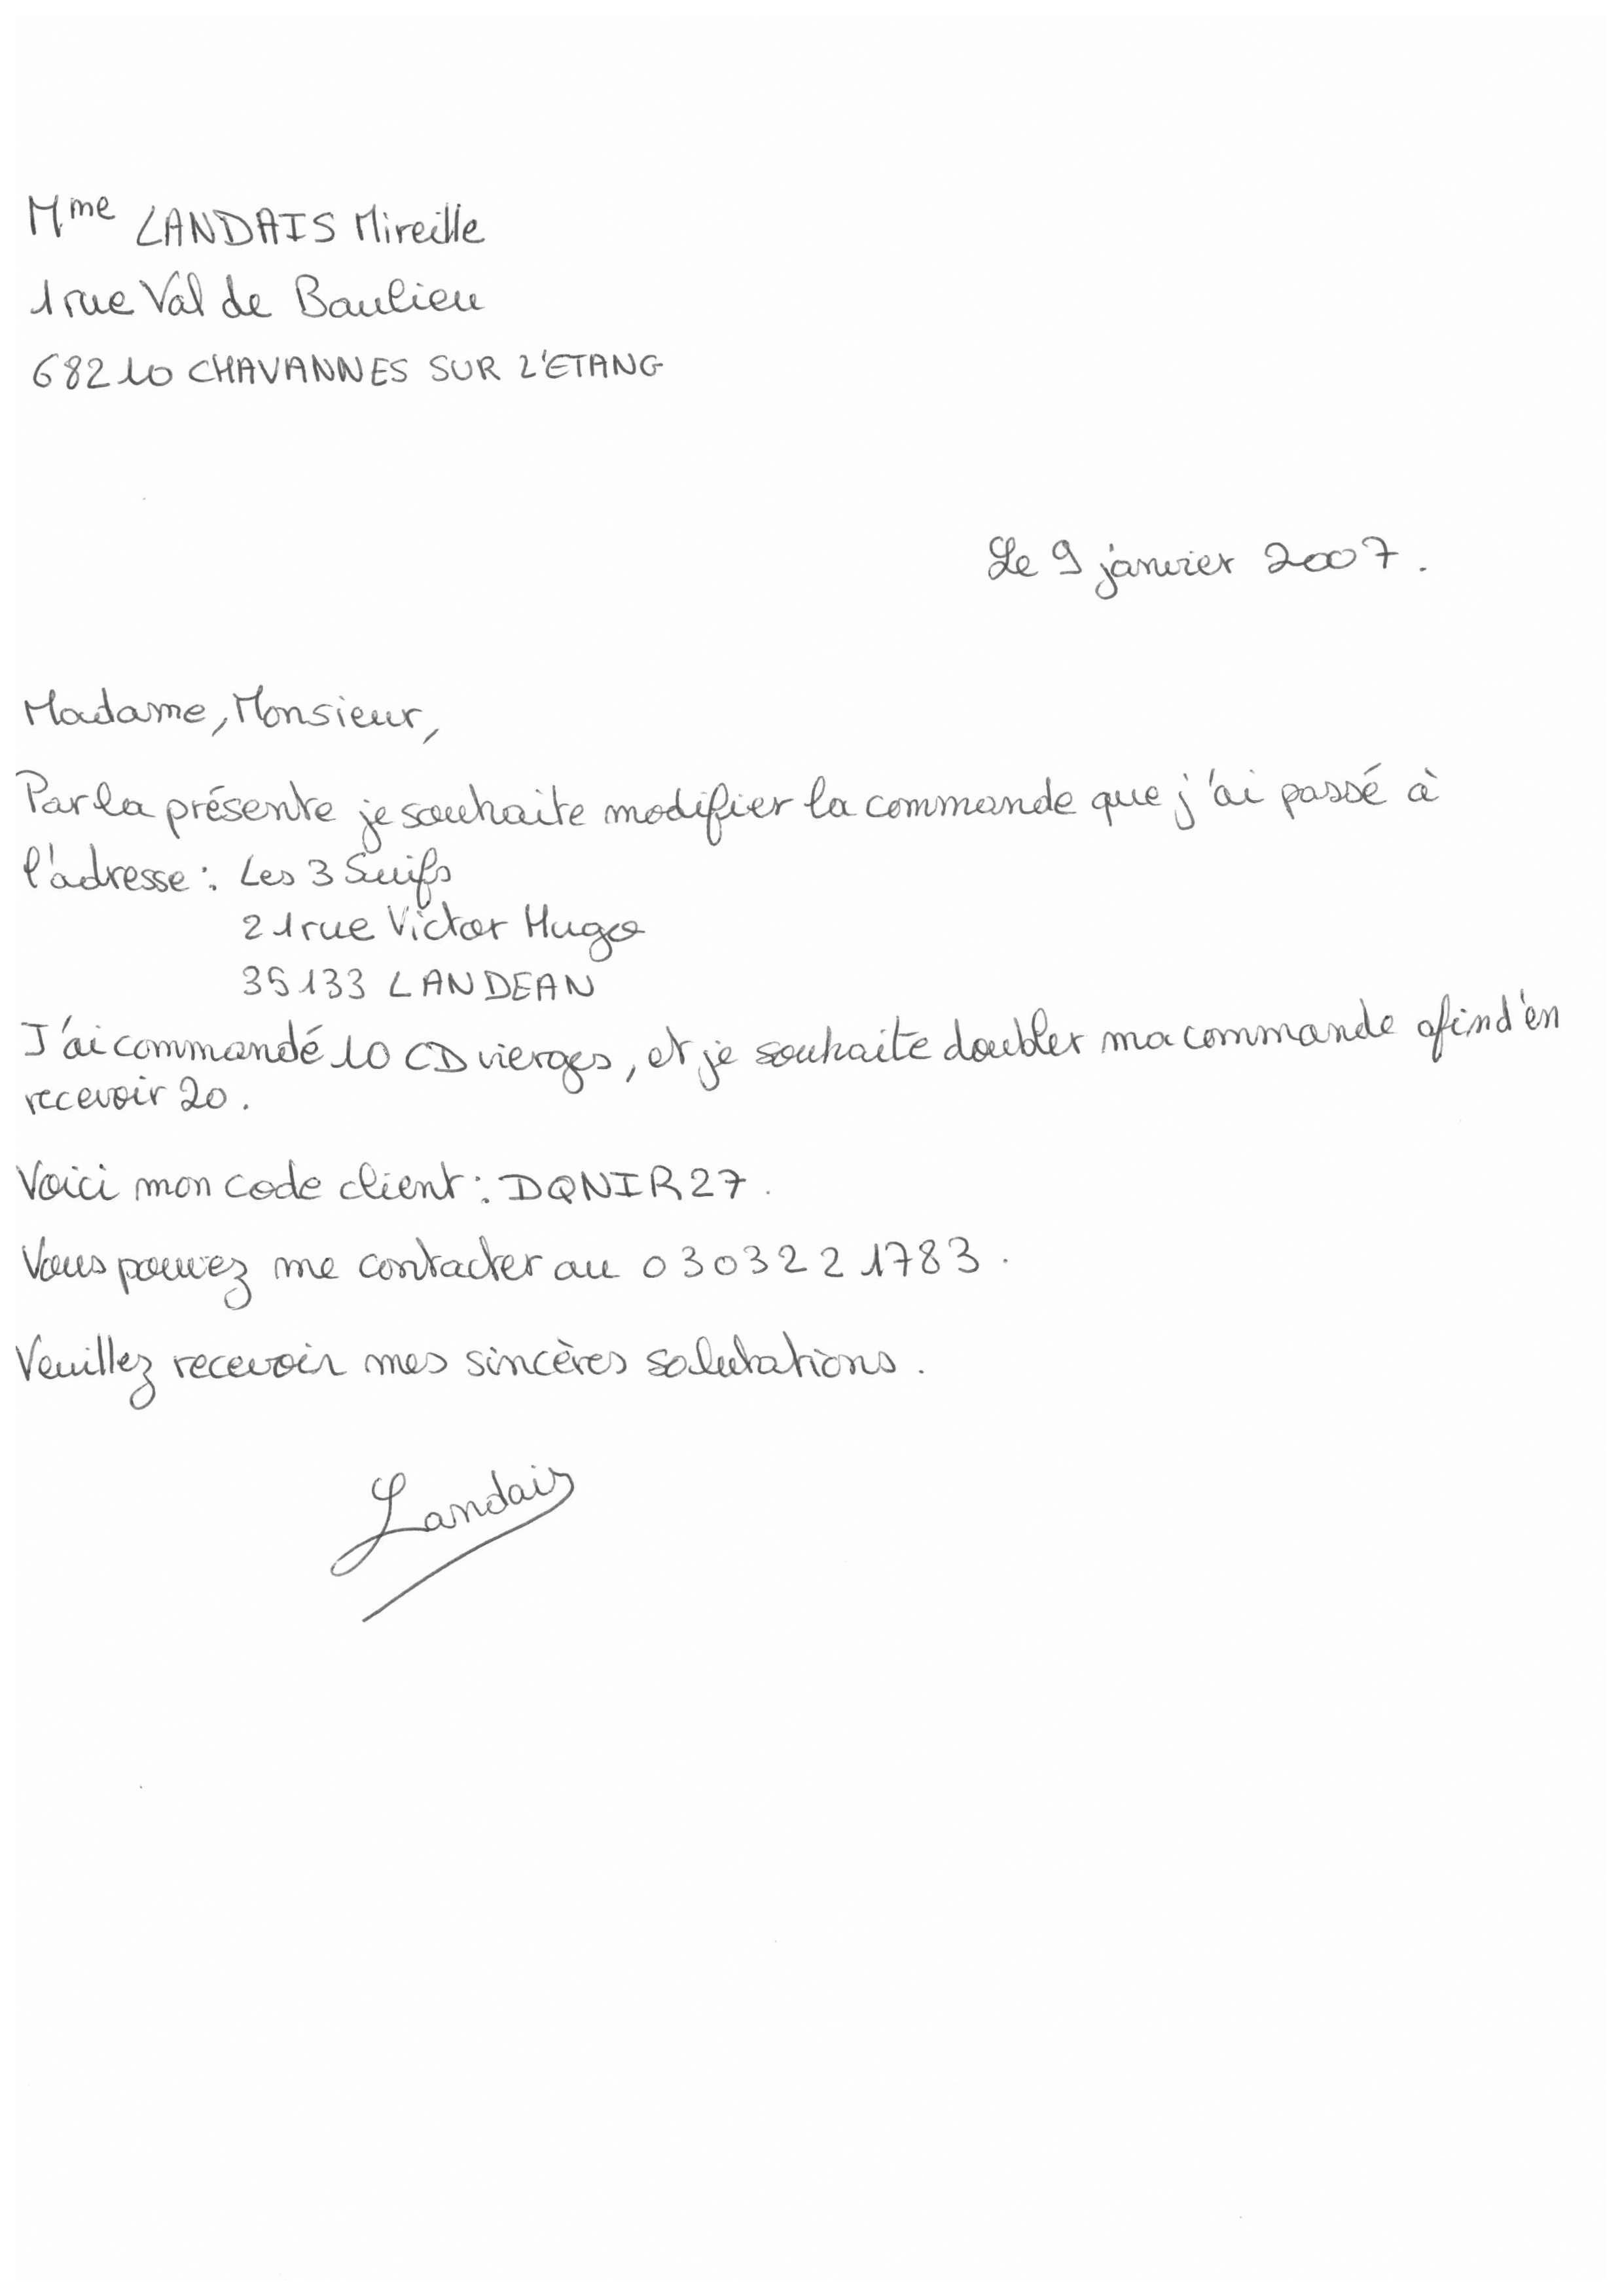 Mme LANDAIS Mireille
1 rue Val de Baulieu
68210 CHAVANNES SUR L'ETANG
Le 9 janvier 2007.
Madame, Monsieur,
Par la présente je souhaite modifier la commande que j'ai passé à
l'adresse : Les 3 Suifs
21 rue Victor Hugo
35133 LANDEAN
J'ai commandé 10 CD vierges, et je souhaite doubler ma commande afin d'en
recevoir 20.
Voici mon code client : DQNIR27.
Vous pouvez me contacter au 0303221783.
Veuillez recevoir mes sincères salutations.
Landais